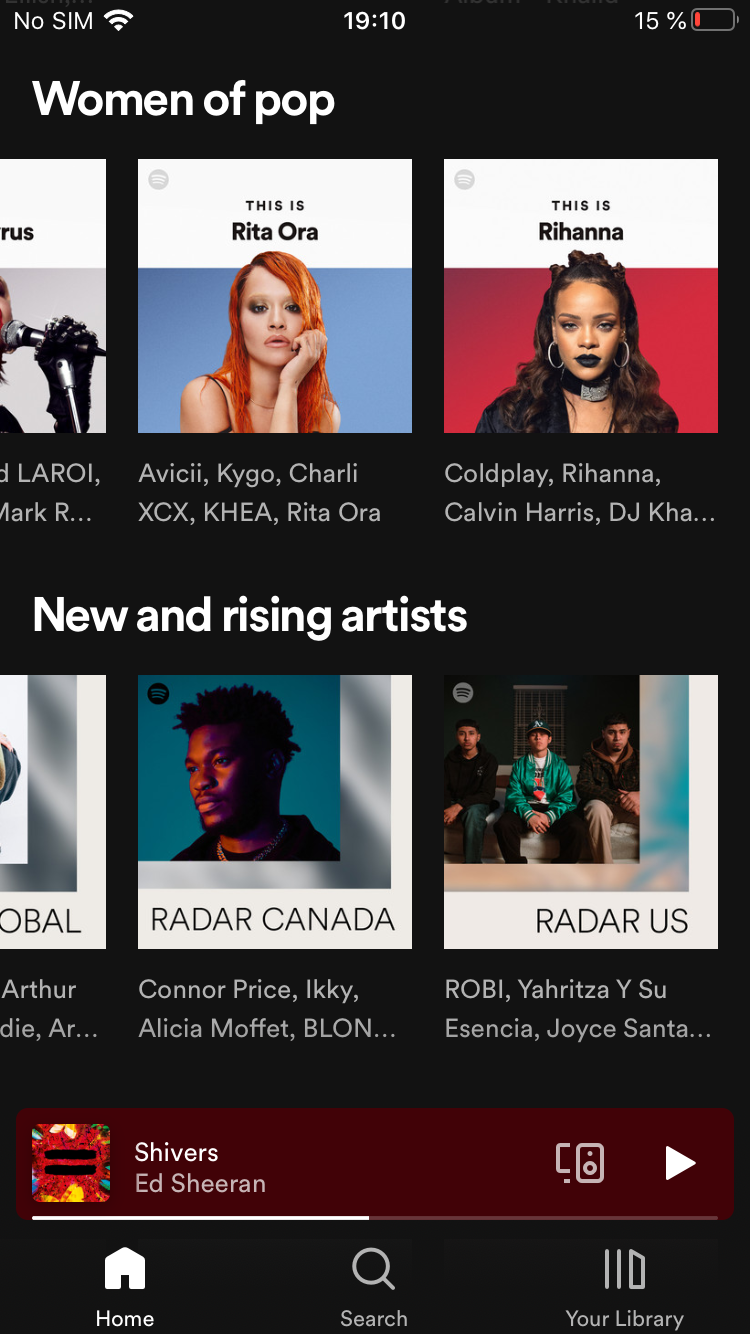 No SIM 19:10 15 %
Women of pop
THIS IS
Rita Ora
THIS IS
Rihanna
rus
d LAROI,
Mark R...
Avicii, Kygo, Charli
XCX, KHEA, Rita Ora
Coldplay, Rihanna,
Calvin Harris, DJ Kha...
New and rising artists
OBAL
RADAR CANADA
RADAR US
Arthur
die, Ar...
Connor Price, Ikky,
Alicia Moffet, BLON...
ROBI, Yahritza Y Su
Esencia, Joyce Santa...
Shivers
Ed Sheeran
Home
Search
Your Library